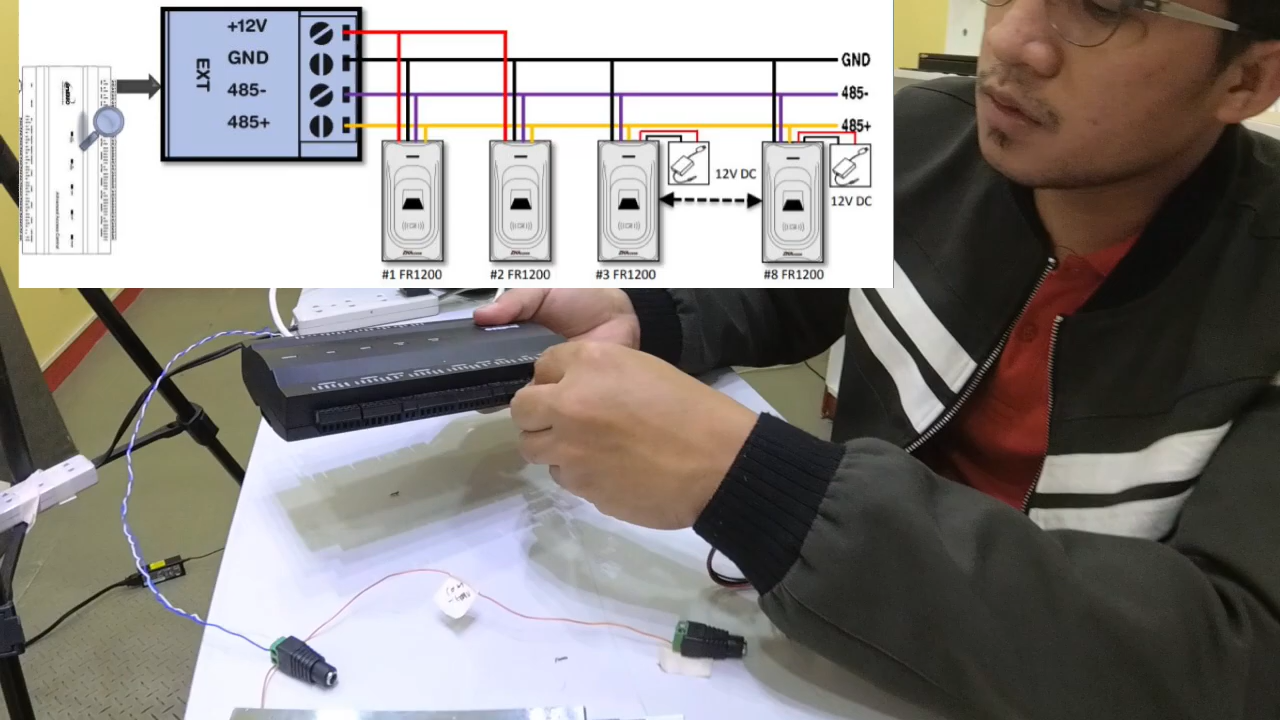 +12V
GND
485-
485+
EXT
GND
485-
485+
12V DC
12V DC
#1 FR1200
#2 FR1200
#3 FR1200
#8 FR1200